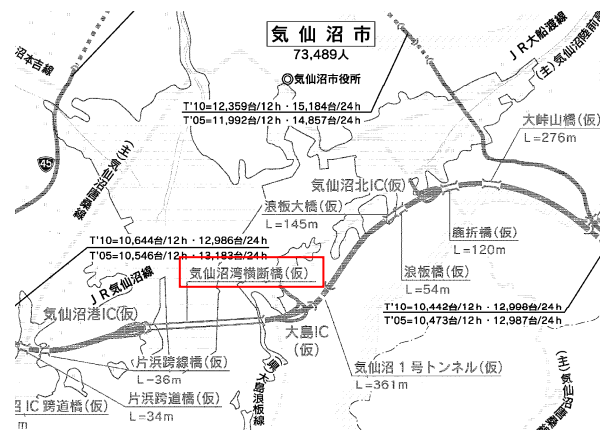 気仙沼市
73,489人
◎気仙沼市役所
沼本吉線
JR大船渡線
(主)気仙沼陸前高
T'10=12,359台/12h・15,184台/24h
T'05=11,992台/12h・14,857台/24h
大峠山橋(仮)
L=276m
45
気仙沼北IC(仮)
浪板大橋(仮)
L=145m
鹿折橋(仮)
L=120m
T'10=10,644台/12h・12,986台/24h
T'05=10,546台/12h・13,183台/24h
気仙沼湾横断橋(仮)
浪板橋(仮)
L=54m
JR気仙沼線
T'10=10,442台/12h・12,998台/24h
T'05=10,473台/12h・12,987台/24h
気仙沼港IC(仮)
大島IC
(仮)
片浜跨線橋(仮)
L=36m
気仙沼1号トンネル(仮)
L=361m
片浜跨道橋(仮)
L=34m
大島浪板線
沼IC跨道橋(仮)
m